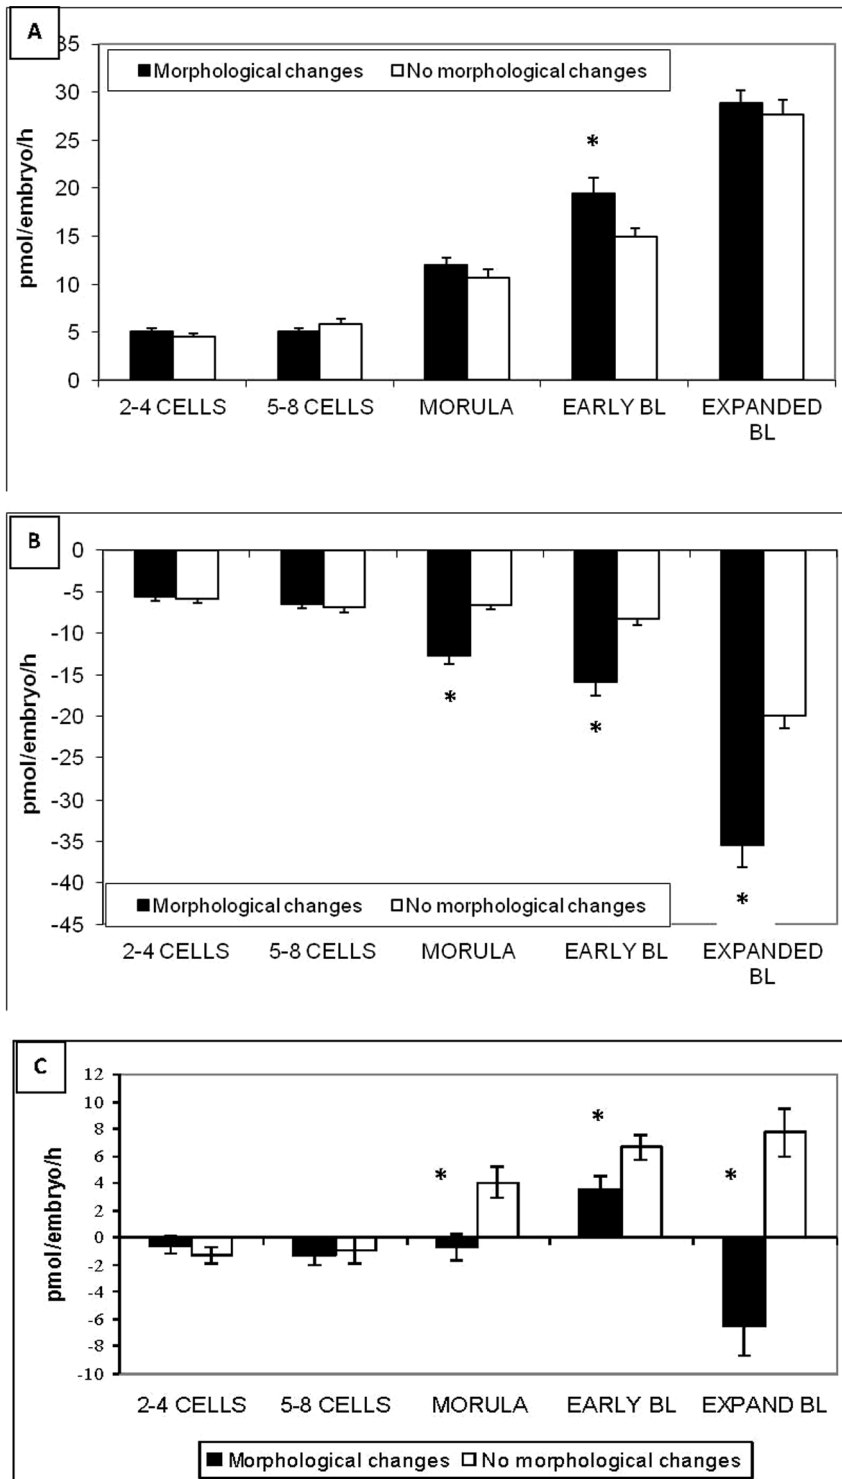 A
35
Morphological changes No morphological changes
30
25
20
15
10
5
0
pmol/embryo/h
*
2-4 CELLS 5-8 CELLS MORULA EARLY BL EXPANDED
BL
B
0
-5
-10
-15
-20
-25
-30
-35
-40
-45
pmol/embryo/h
* * *
Morphological changes No morphological changes
2-4 CELLS 5-8 CELLS MORULA EARLY BL EXPANDED
BL
C
12
10
8
6
4
2
0
-2
-4
-6
-8
-10
pmol/embryo/h
* * *
2-4 CELLS 5-8 CELLS MORULA EARLY BL EXPAND BL
Morphological changes No morphological changes